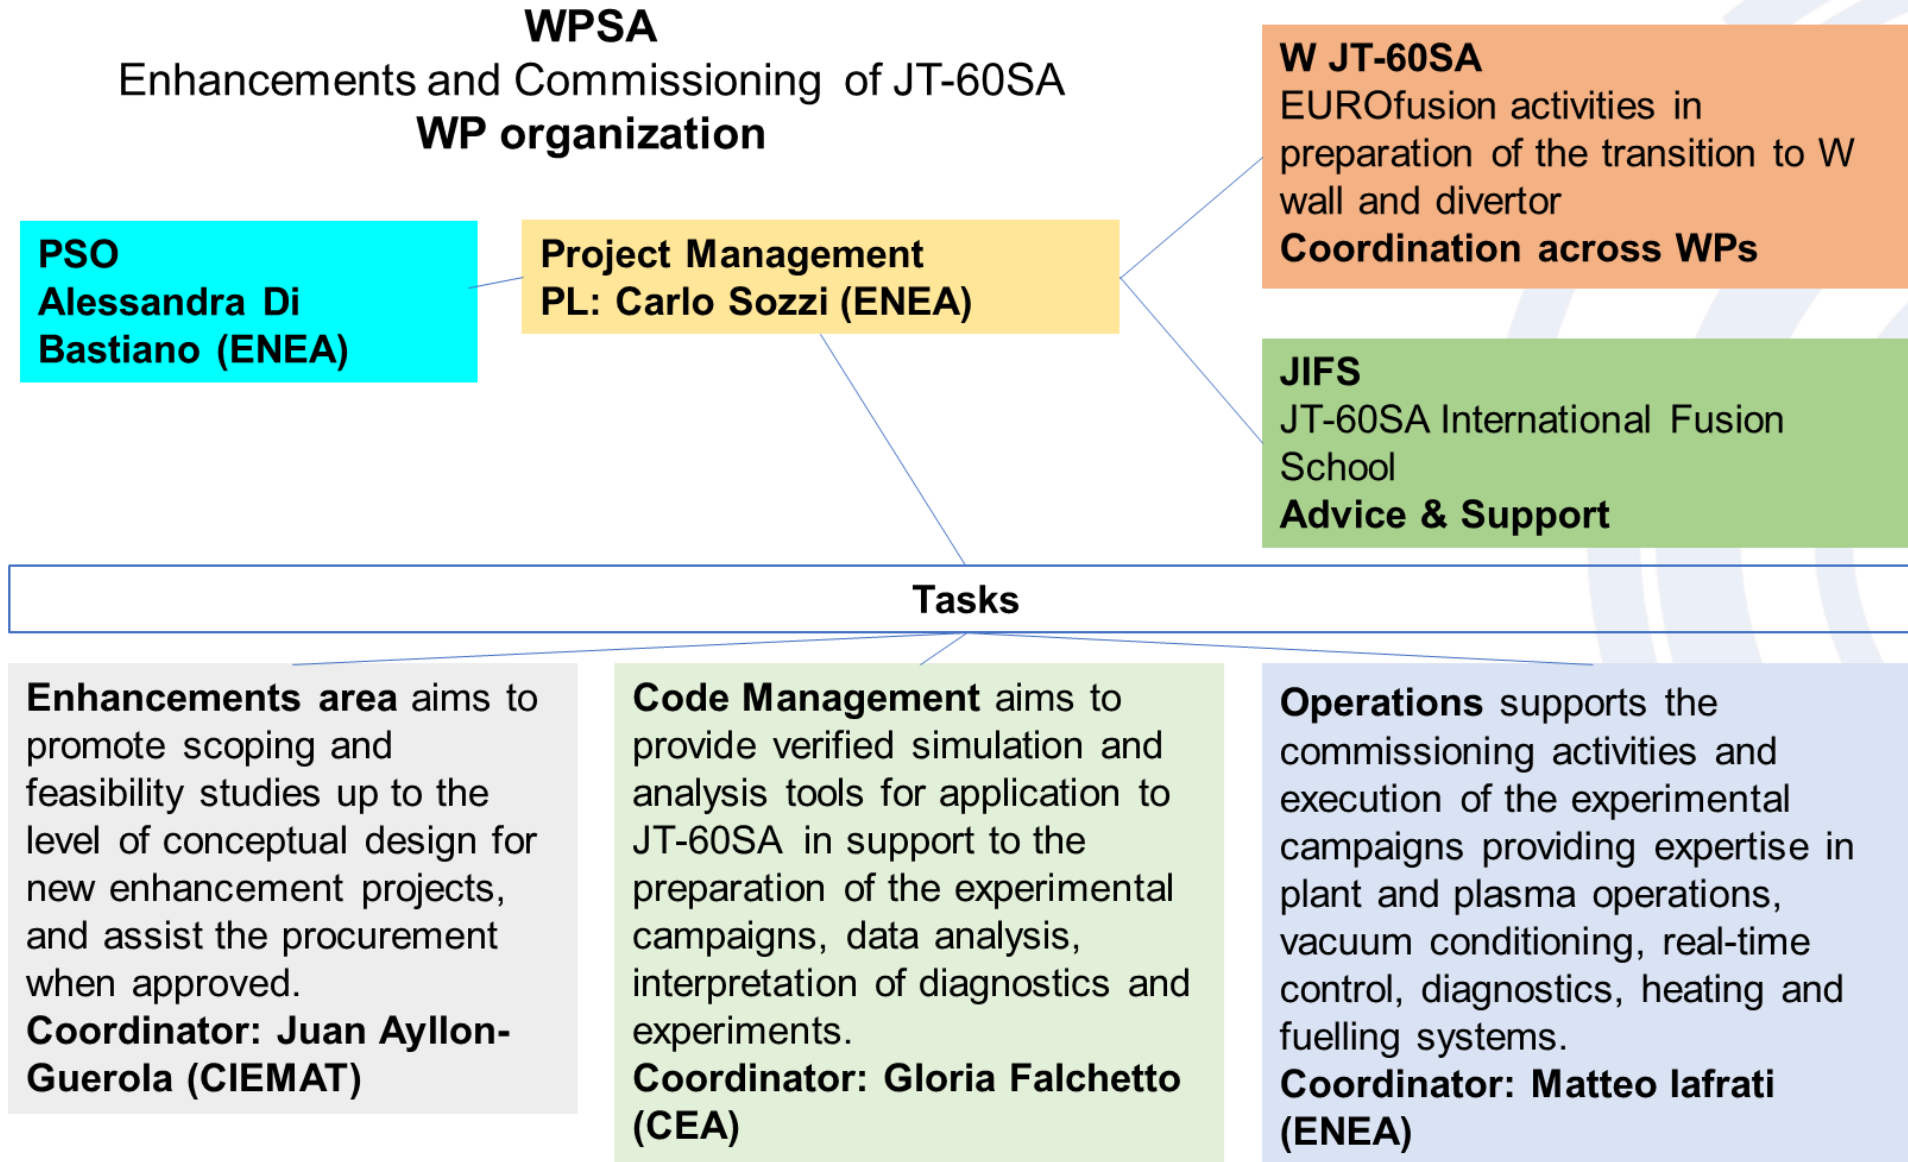 WPSA
Enhancements and Commissioning of JT-60SA
WP organization
PSO
Alessandra Di
Bastiano (ENEA)
Project Management
PL: Carlo Sozzi (ENEA)
W JT-60SA
EUROfusion activities in
preparation of the transition to W
wall and divertor
Coordination across WPs
JIFS
JT-60SA International Fusion
School
Advice & Support
Tasks
Enhancements area aims to
promote scoping and
feasibility studies up to the
level of conceptual design for
new enhancement projects,
and assist the procurement
when approved.
Coordinator: Juan Ayllon-
Guerola (CIEMAT)
Code Management aims to
provide verified simulation and
analysis tools for application to
JT-60SA in support to the
preparation of the experimental
campaigns, data analysis,
interpretation of diagnostics and
experiments.
Coordinator: Gloria Falchetto
(CEA)
Operations supports the
commissioning activities and
execution of the experimental
campaigns providing expertise in
plant and plasma operations,
vacuum conditioning, real-time
control, diagnostics, heating and
fuelling systems.
Coordinator: Matteo Iafrati
(ENEA)